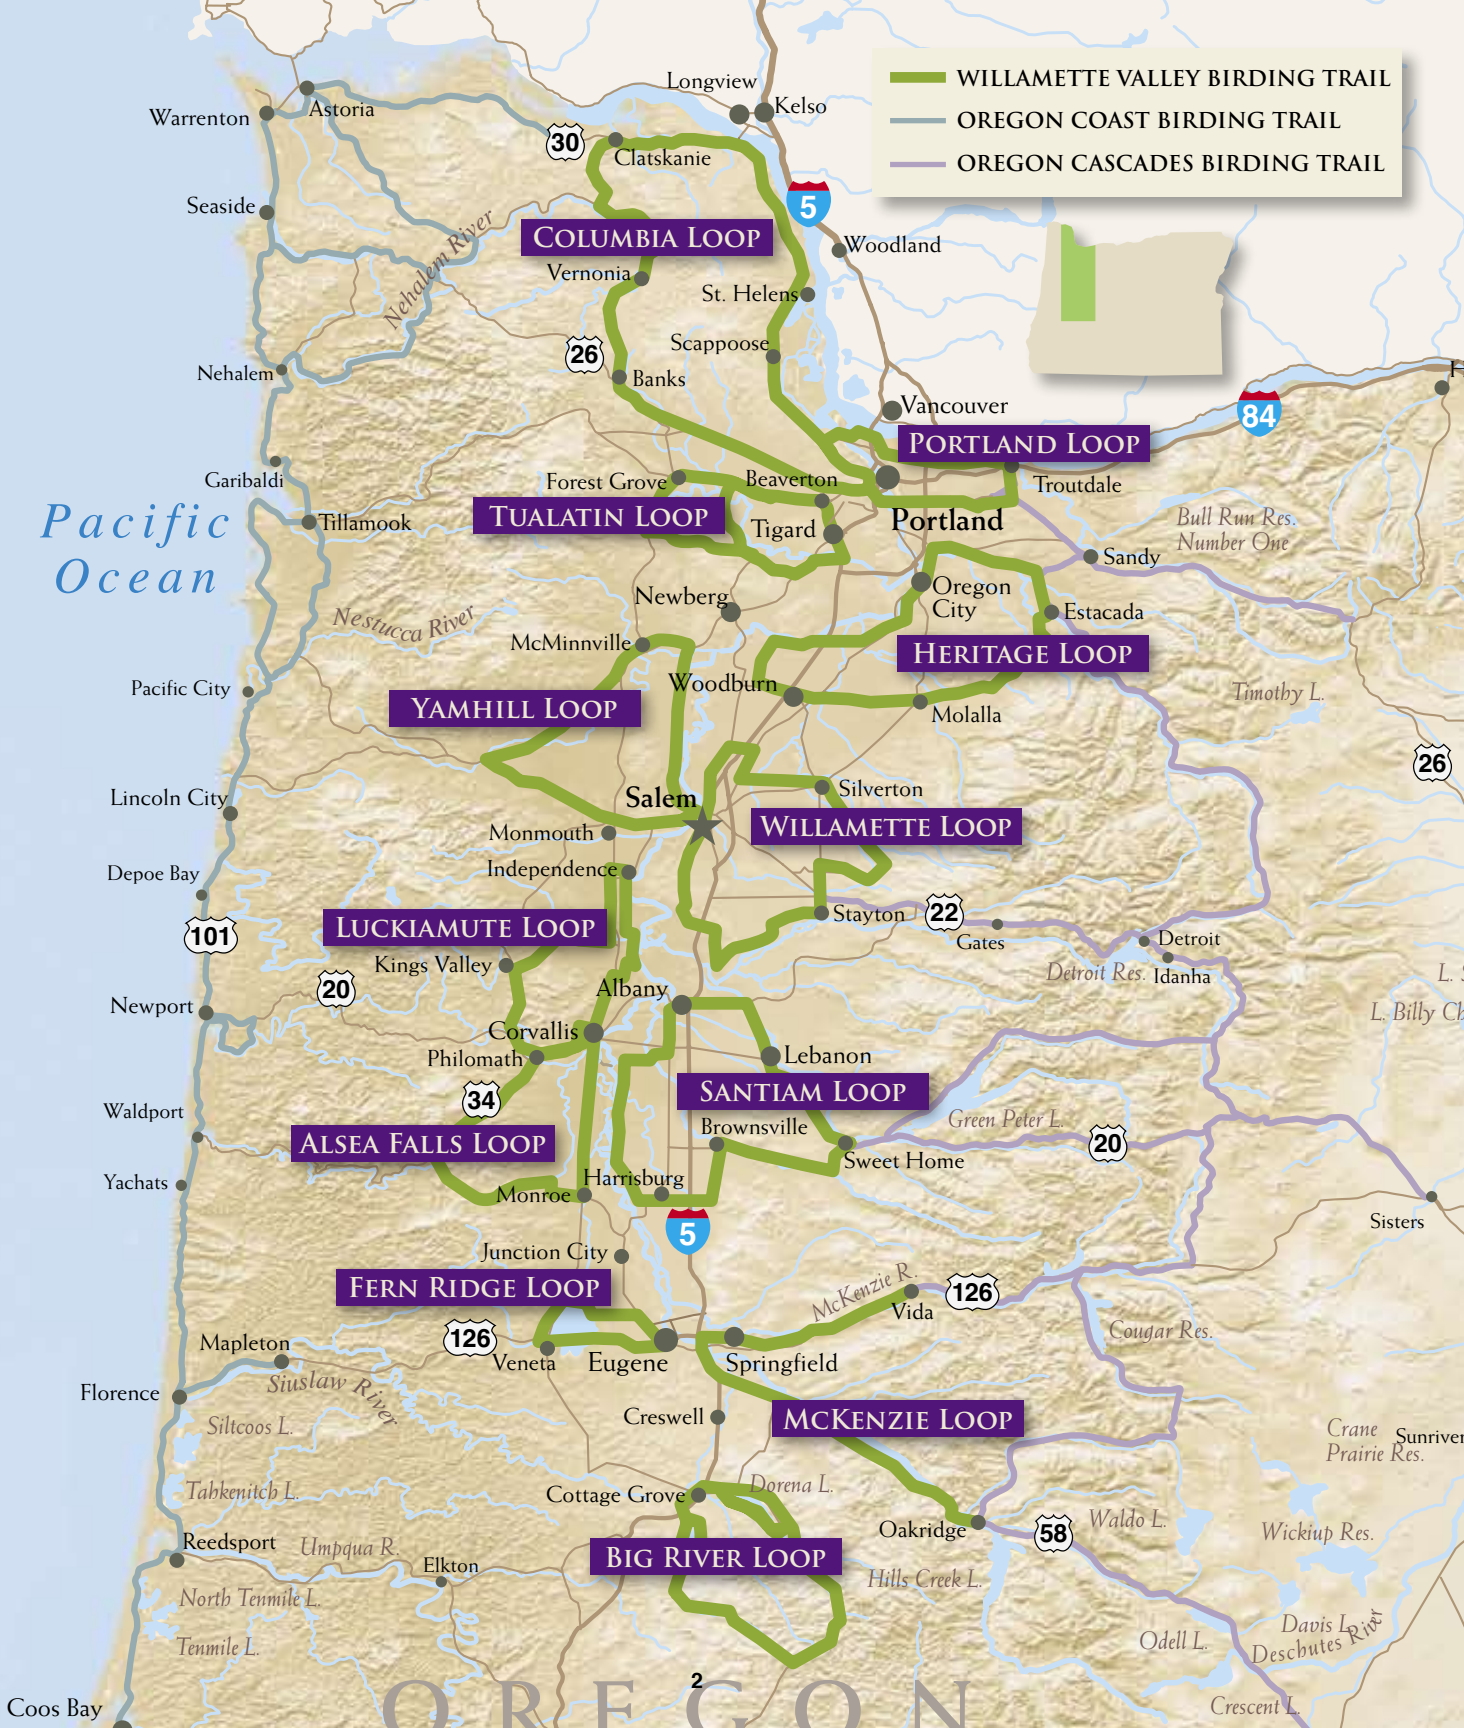 WILLAMETTE VALLEY BIRDING TRAIL
OREGON COAST BIRDING TRAIL
OREGON CASCADES BIRDING TRAIL
Longview
Kelso
Astoria
Warrenton
30
Clatskanie
5
Seaside
Nehalem River
COLUMBIA LOOP
Woodland
Vernonia
St. Helens
Scappoose
26
Nehalem
Banks
Vancouver
84
PORTLAND LOOP
Garibaldi
Forest Grove
Beaverton
Troutdale
Pacific
Ocean
Tillamook
TUALATIN LOOP
Tigard
Portland
Bull Run Res.
Number One
Sandy
Newberg
Oregon
City
Estacada
Nestucca River
McMinnville
HERITAGE LOOP
Pacific City
Woodburn
Timothy L.
YAMHILL LOOP
Molalla
26
Lincoln City
Salem
Silverton
Monmouth
WILLAMETTE LOOP
Depoe Bay
Independence
101
LUCKIAMUTE LOOP
Stayton
22
Gates
Detroit
Kings Valley
Detroit Res.
Idanha
20
Albany
L. Billy Ch
Newport
Corvallis
Philomath
Lebanon
34
SANTIAM LOOP
Waldport
Green Peter L.
Brownsville
20
ALSEA FALLS LOOP
Sweet Home
Yachats
Harrisburg
Monroe
5
Sisters
Junction City
McKenzie R.
126
FERN RIDGE LOOP
Vida
126
Cougar Res.
Mapleton
Veneta
Eugene
Springfield
Siuslaw River
Florence
Siltcoos L.
Creswell
MCKENZIE LOOP
Crane
Prairie Res.
Sunriver
Tahkenitch L.
Cottage Grove
Dorena L.
Oakridge
58
Waldo L.
Wickiup Res.
Reedsport
Umpqua R.
Elkton
BIG RIVER LOOP
Hills Creek L.
North Tenmile L.
Tenmile L.
Davis L.
Odell L.
Deschutes River
2
Coos Bay
OREGON
Crescent L.